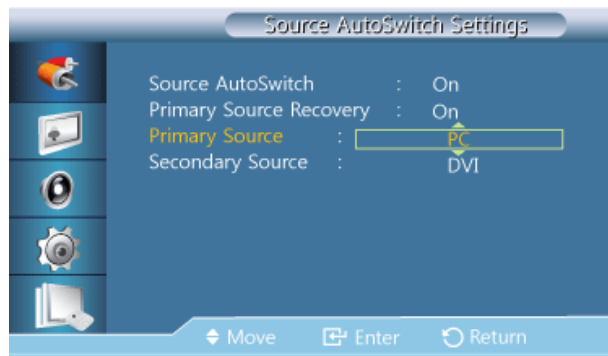 Source AutoSwitch Settings
Source AutoSwitch : On
Primary Source Recovery : On
Primary Source : PC
Secondary Source : DVI
Move Enter Return